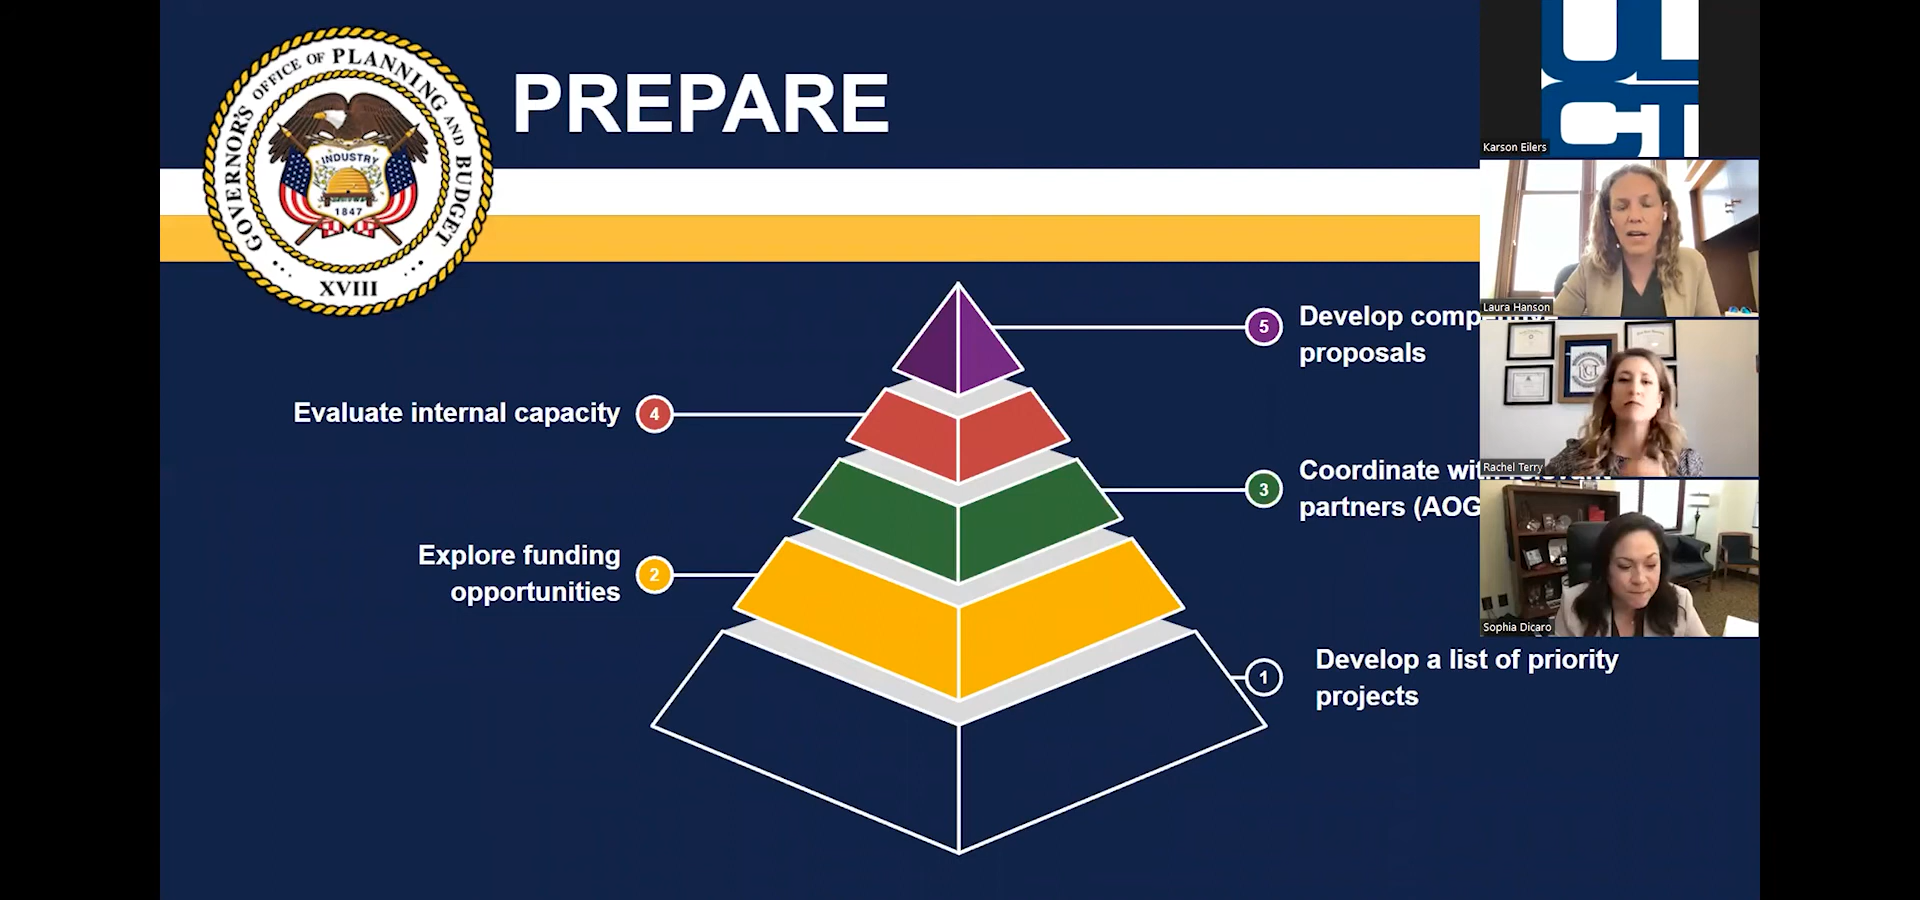 GOVERNOR'S OFFICE OF PLANNING AND BUDGET
INDUSTRY
1847
XVIII
PREPARE
ULCT
Karson Eilers
Laura Hanson
Rachel Terry
Sophia Dicaro
5
Develop
proposals
Evaluate internal capacity
4
3
Coordinate
partners (AOG
Explore funding
opportunities
2
1
Develop a list of priority
projects